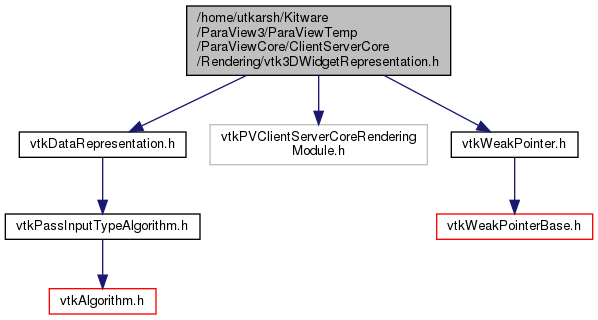 /home/utkarsh/Kitware
/ParaView3/ParaViewTemp
/ParaViewCore/ClientServerCore
/Rendering/vtk3DWidgetRepresentation.h
vtkDataRepresentation.h
vtkPVClientServerCoreRendering
Module.h
vtkWeakPointer.h
vtkPassInputTypeAlgorithm.h
vtkWeakPointerBase.h
vtkAlgorithm.h